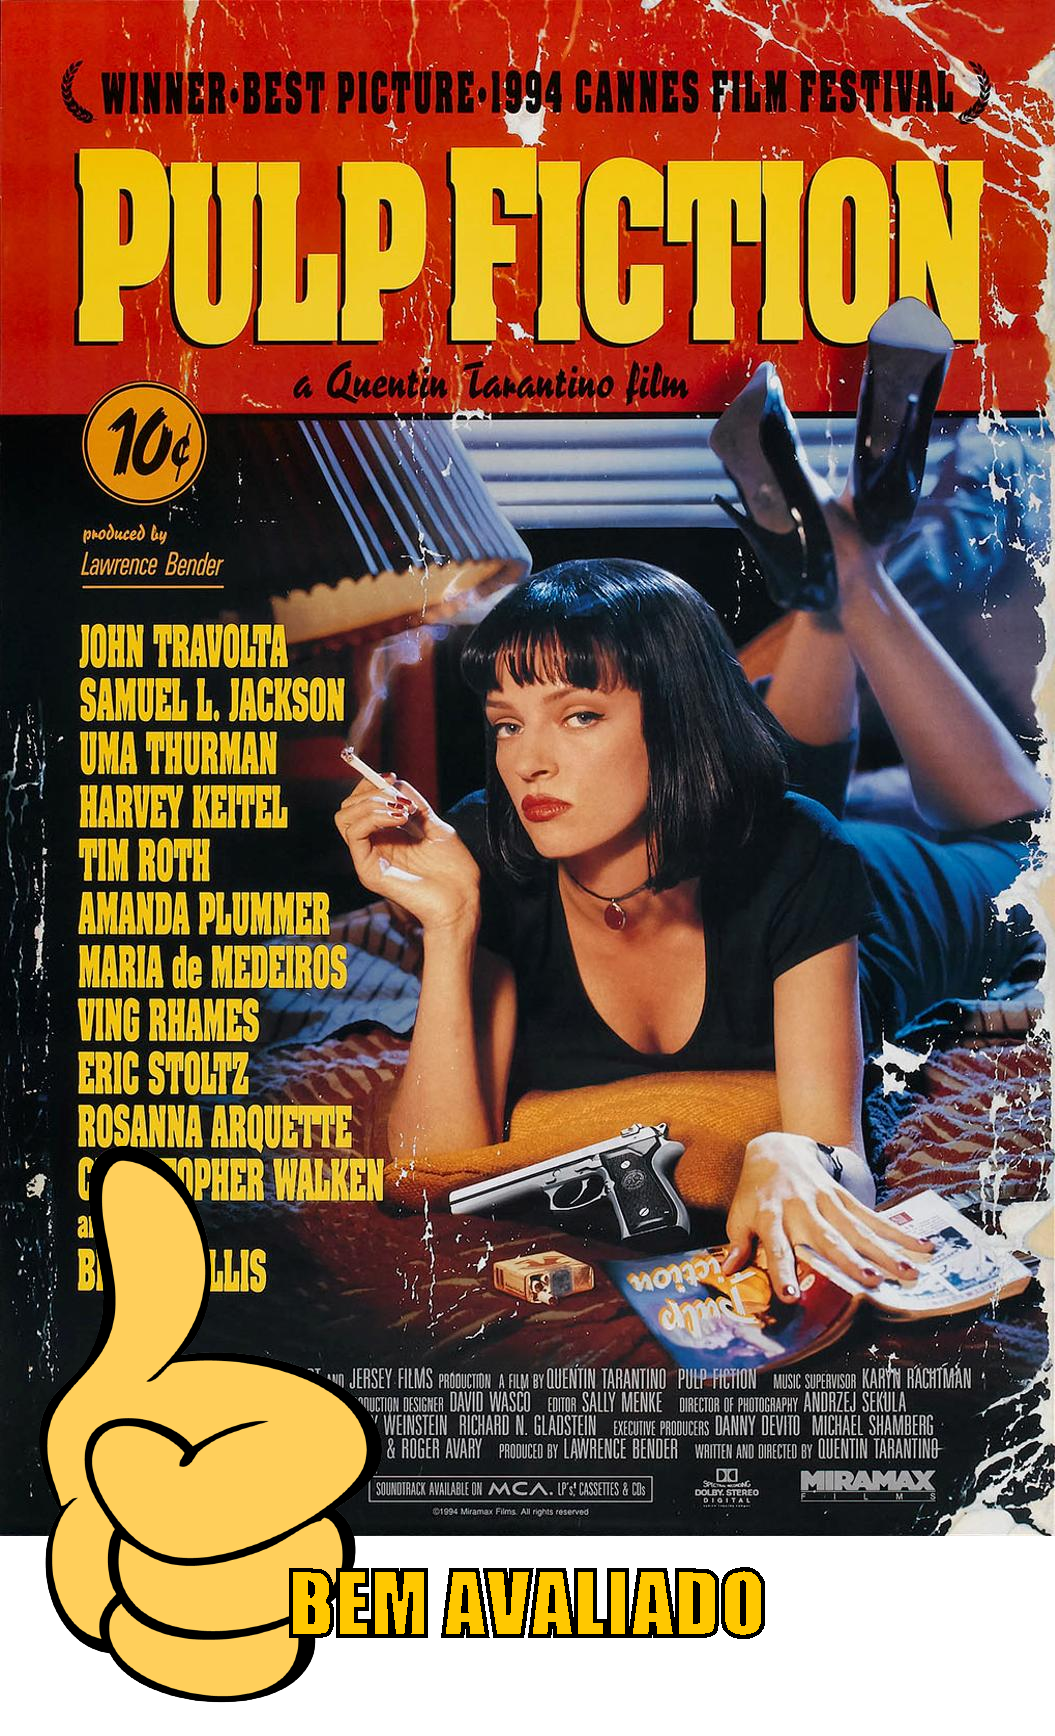 WINNER•BEST PICTURE•1994 CANNES FILM FESTIVAL
PULP FICTION
a Quentin Tarantino film
10¢
produced by
Lawrence Bender
JOHN TRAVOLTA
SAMUEL L. JACKSON
UMA THURMAN
HARVEY KEITEL
TIM ROTH
AMANDA PLUMMER
MARIA de MEDEIROS
VING RHAMES
ERIC STOLTZ
ROSANNA ARQUETTE
WALKEN
Pulp
Fiction
AND JERSEY FILMS PRODUCTION A FILM BY QUENTIN TARANTINO PULP FICTION MUSIC SUPERVISOR KARYN RACHTMAN
DESIGNER DAVID WASCO EDITOR SALLY MENKE DIRECTOR OF PHOTOGRAPHY ANDRZEJ SEKULA
WEINSTEIN RICHARD N. GLADSTEIN EXECUTIVE PRODUCERS DANNY DEVITO MICHAEL SHAMBERG
& ROGER AVARY PRODUCED BY LAWRENCE BENDER WRITTEN AND DIRECTED BY QUENTIN TARANTINO
SOUNDTRACK AVAILABLE ON MCA. LP's, CASSETTES & CDs
DOLBY STEREO
DIGITAL
MIRAMAX
FILMS
©1994 Miramax Films. All rights reserved
BEM AVALIADO